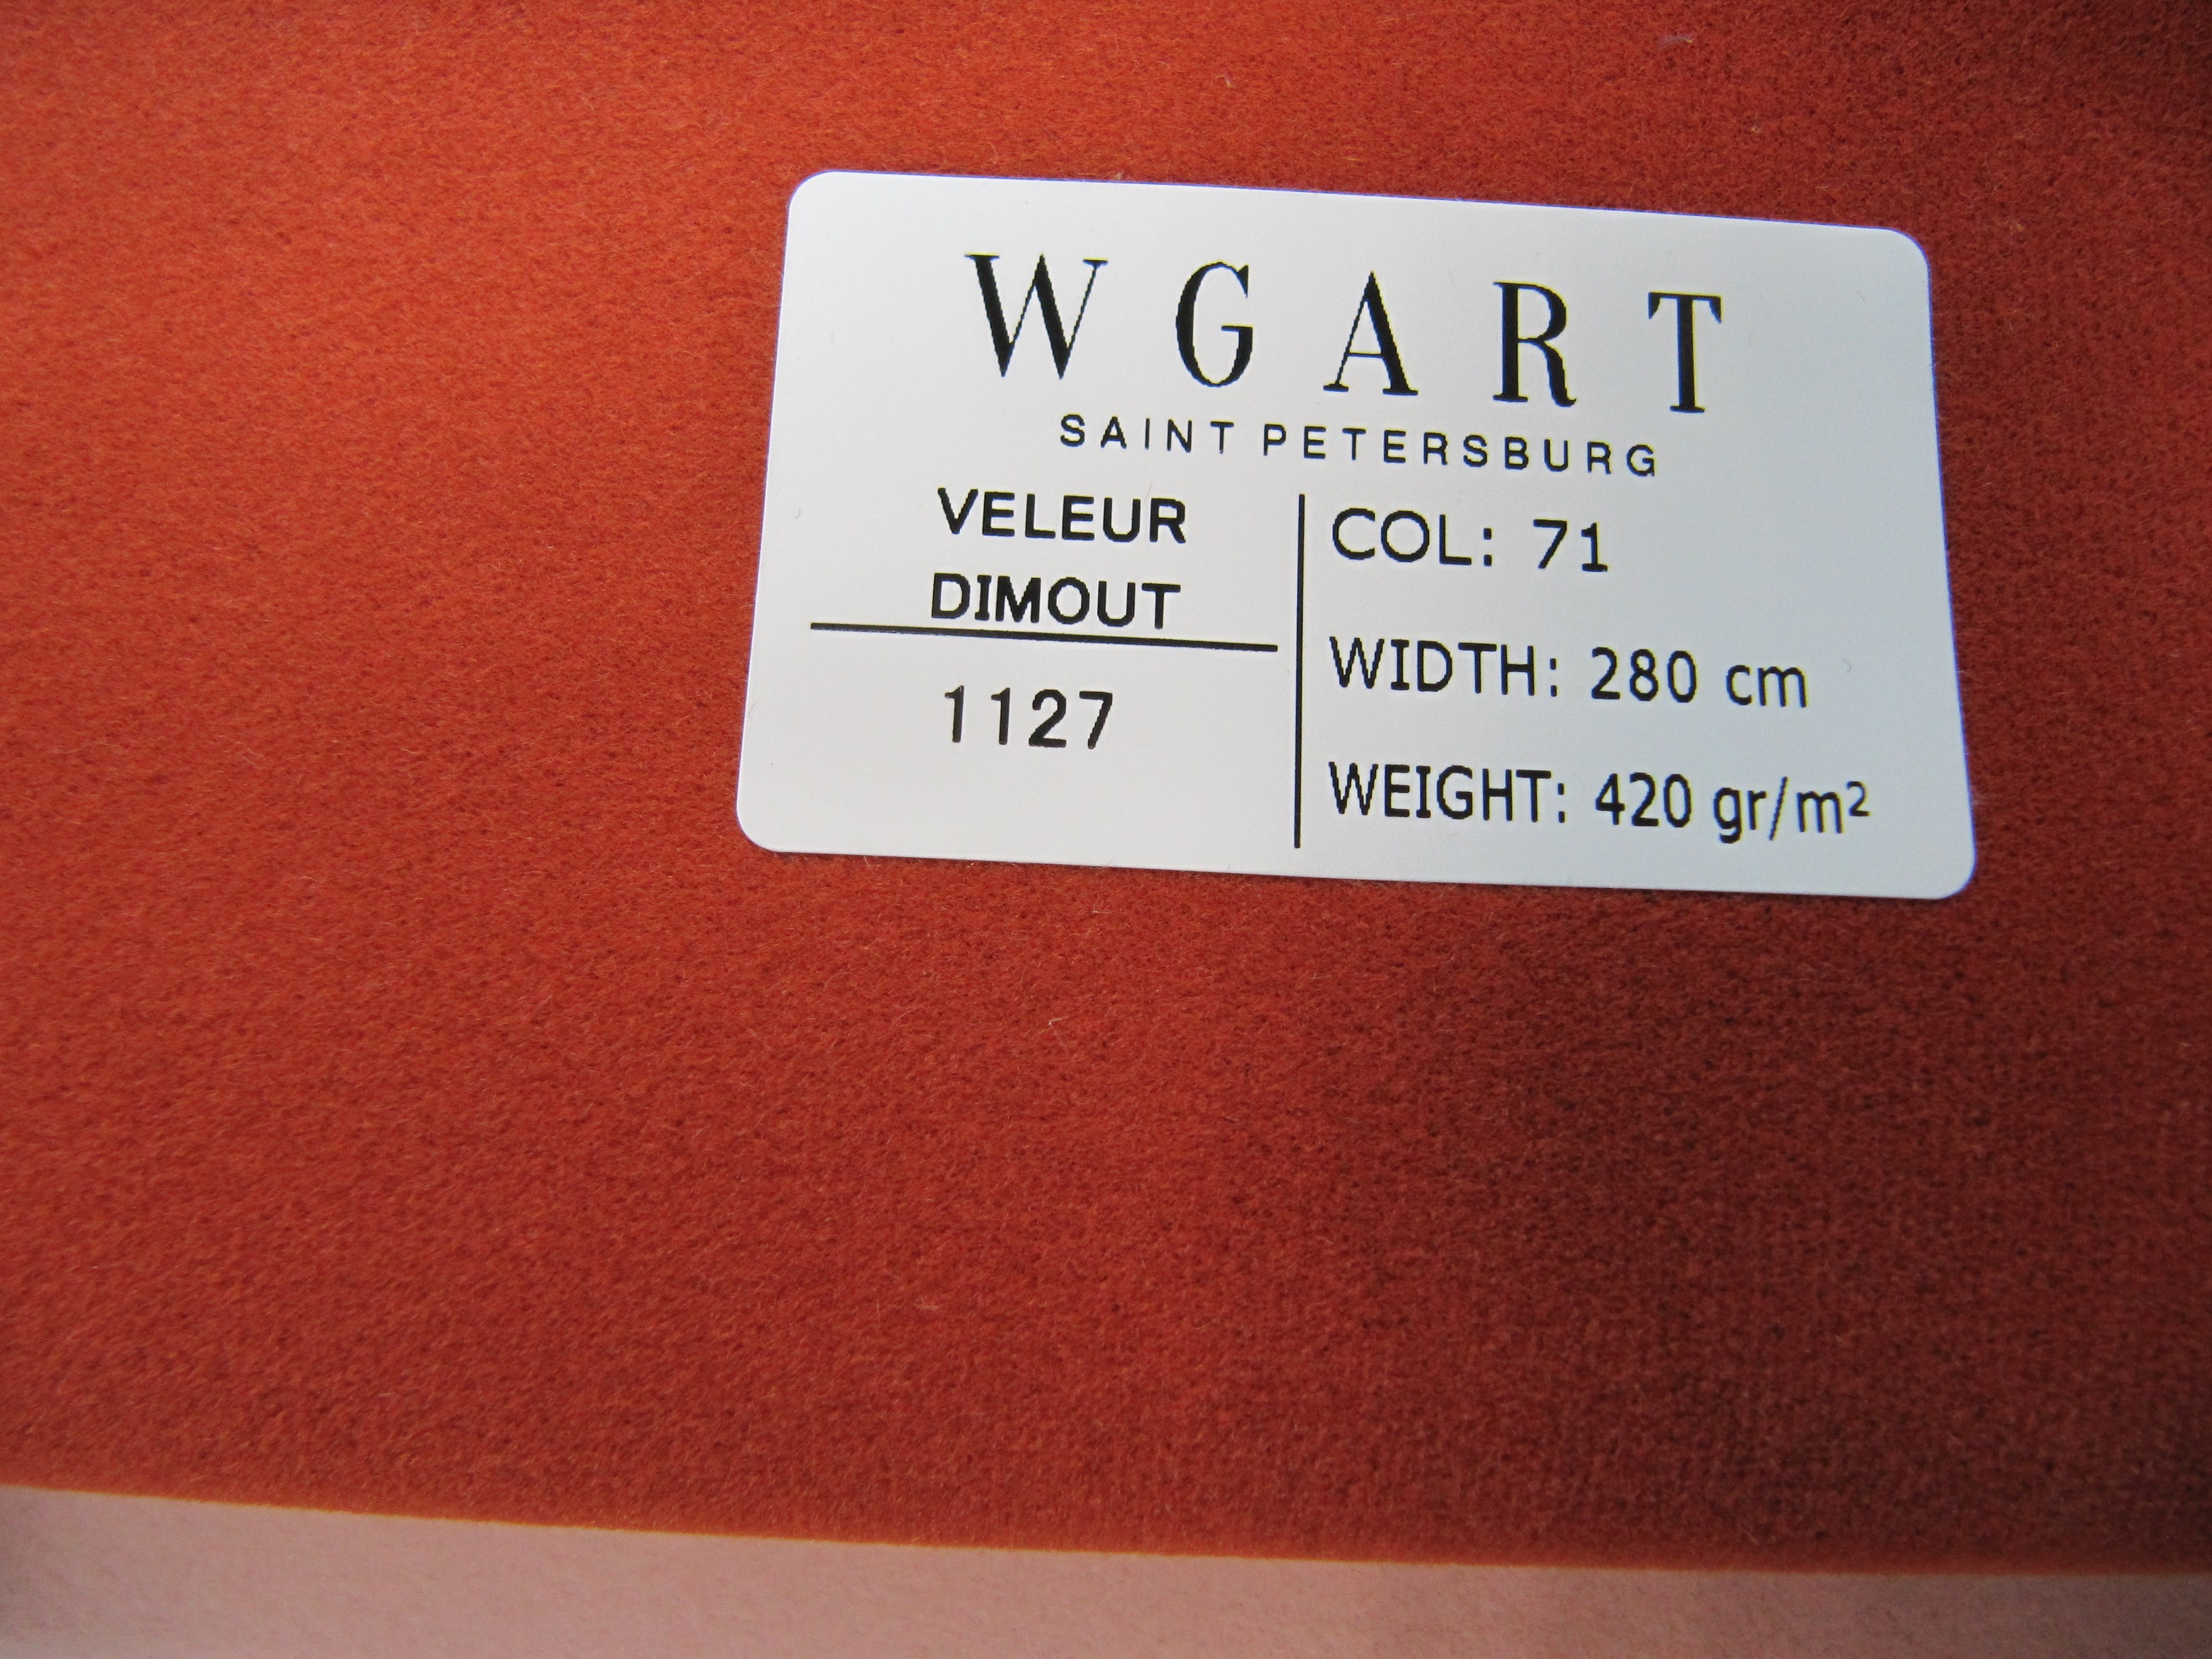 WGART
SAINT PETERSBURG
VELEUR
DIMOUT
1127
COL: 71
WIDTH: 280 cm
WEIGHT: 420 gr/m²